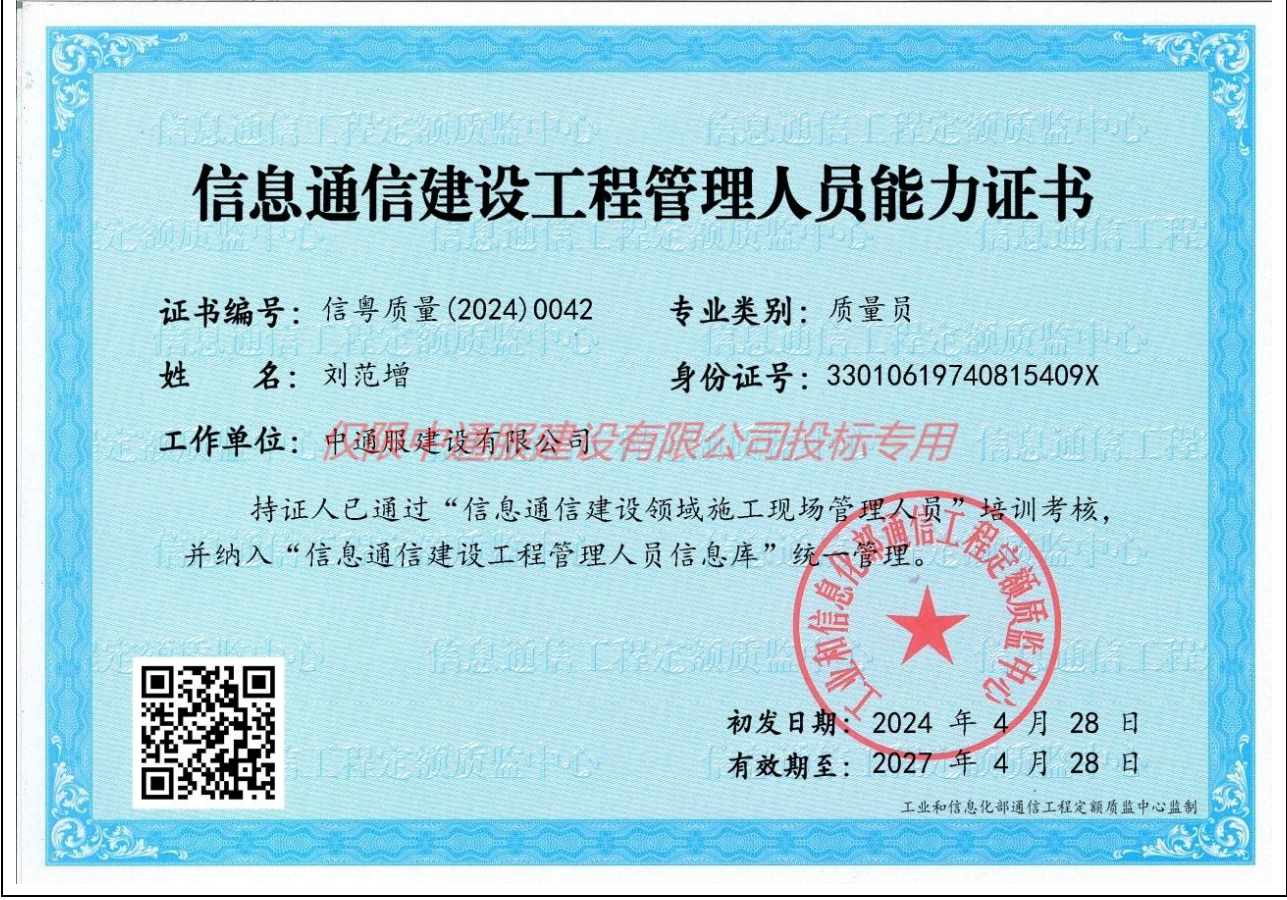 信息通信建设工程管理人员能力证书
证书编号：信粤质量(2024)0042
专业类别：质量员
姓 名：刘范增
身份证号：33010619740815409X
工作单位：中通服建设有限公司
仅限中通服建设有限公司投标专用
持证人已通过“信息通信建设领域施工现场管理人员”培训考核，
并纳入“信息通信建设工程管理人员信息库”统一管理。
工业和信息化部通信工程定额质监中心
初发日期：2024 年 4 月 28 日
有效期至：2027 年 4 月 28 日
工业和信息化部通信工程定额质监中心监制